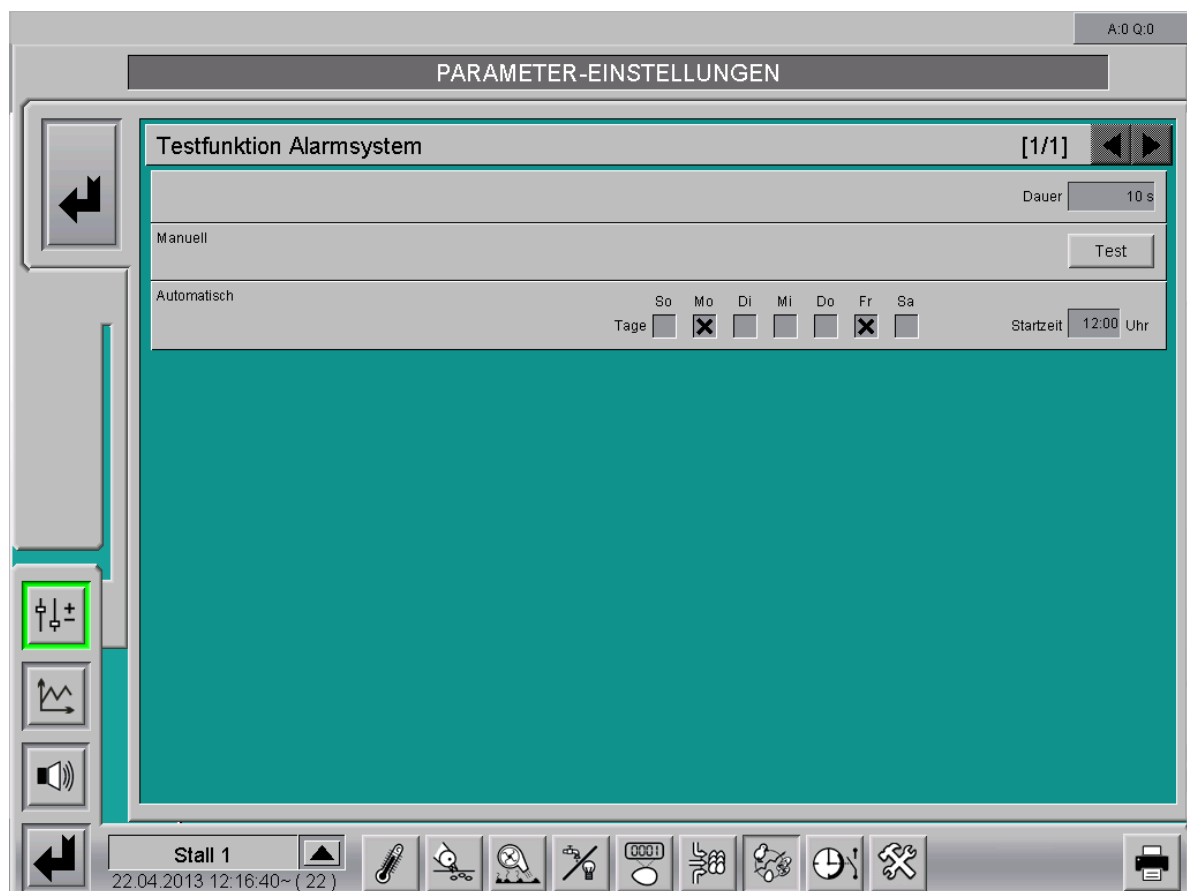 A:0 Q:0
PARAMETER-EINSTELLUNGEN
Testfunktion Alarmsystem [1/1]
Dauer 10 s
Manuell
Test
Automatisch
So Mo Di Mi Do Fr Sa
Tage
Startzeit 12:00 Uhr
0001
Stall 1
22.04.2013 12:16:40~ ( 22 )